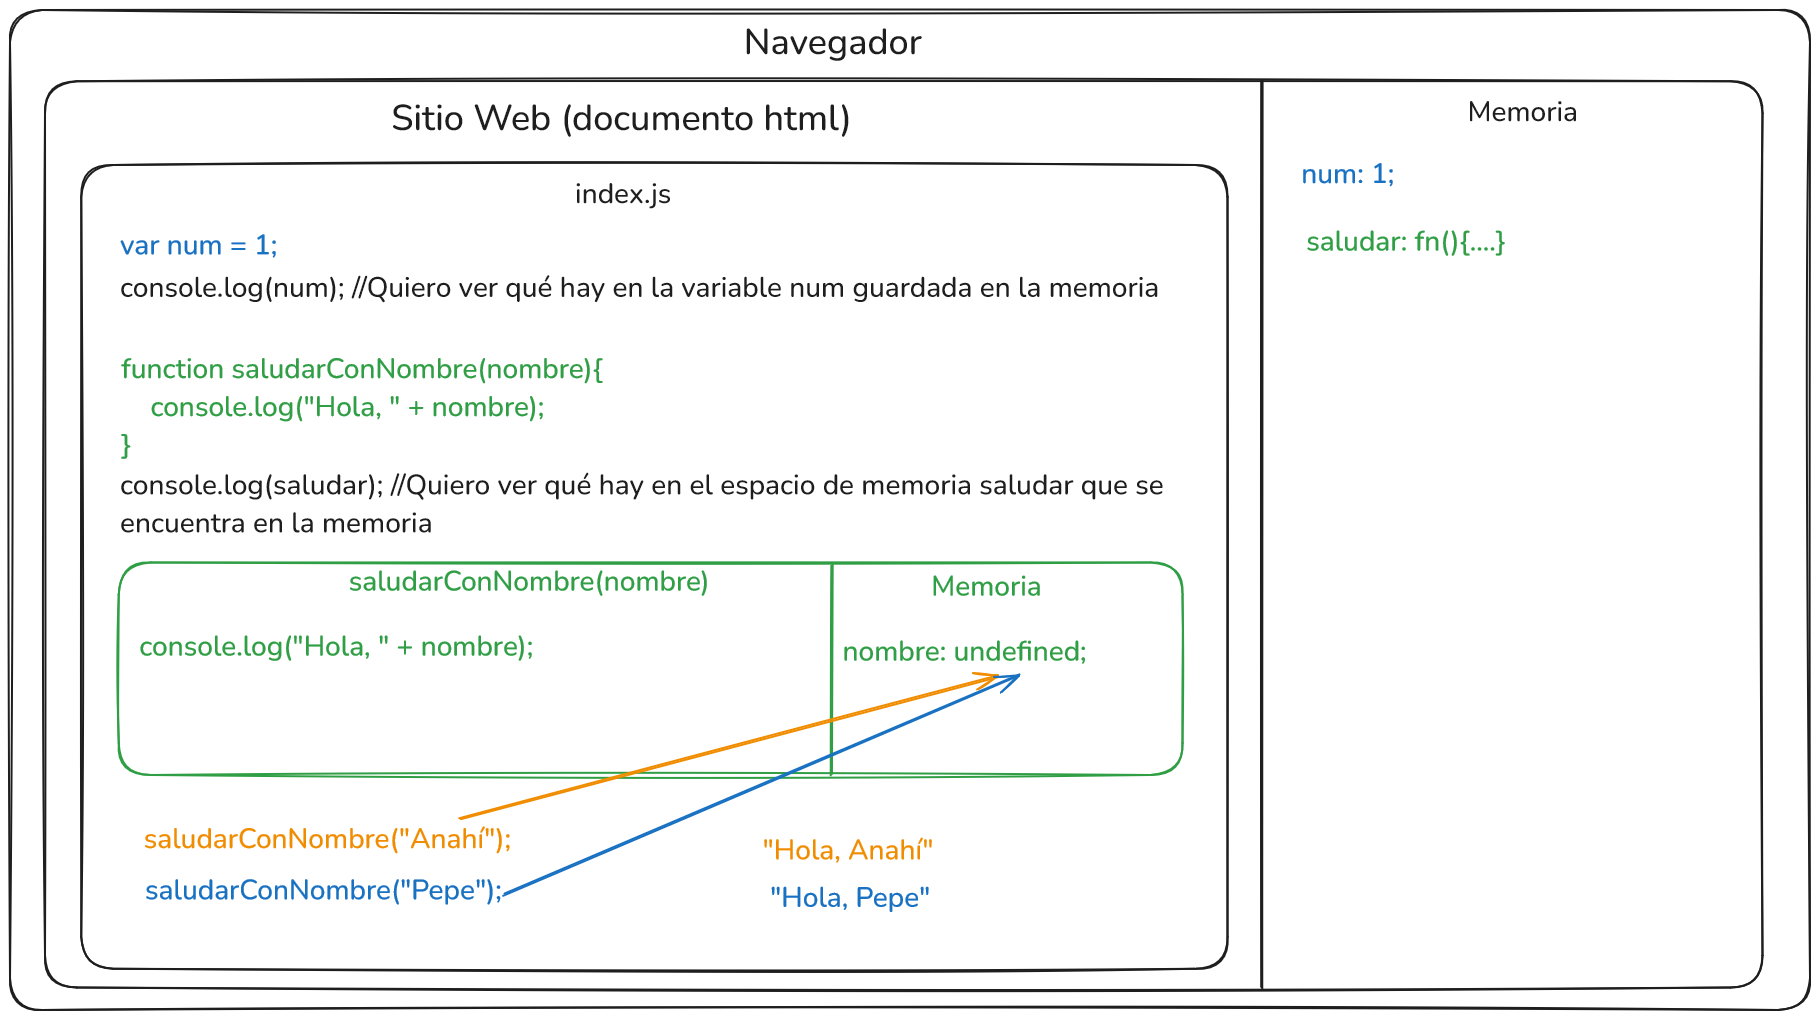 Navegador
Sitio Web (documento html)
index.js
var num = 1;
console.log(num); //Quiero ver qué hay en la variable num guardada en la memoria
function saludarConNombre(nombre){
console.log("Hola, " + nombre);
}
console.log(saludar); //Quiero ver qué hay en el espacio de memoria saludar que se
encuentra en la memoria
saludarConNombre(nombre)
console.log("Hola, " + nombre);
Memoria
nombre: undefined;
saludarConNombre("Anahí");
"Hola, Anahí"
saludarConNombre("Pepe");
"Hola, Pepe"
Memoria
num: 1;
saludar: fn(){....}